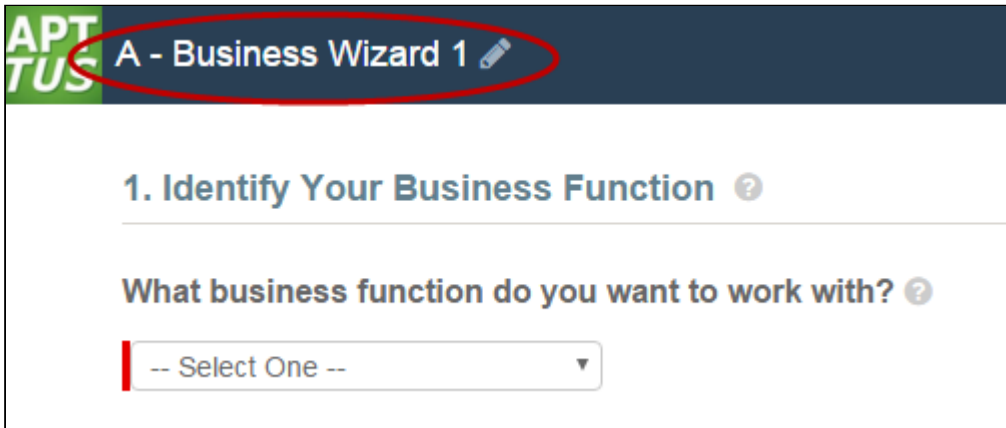 APT
TUS
A - Business Wizard 1
1. Identify Your Business Function
What business function do you want to work with?
-- Select One --